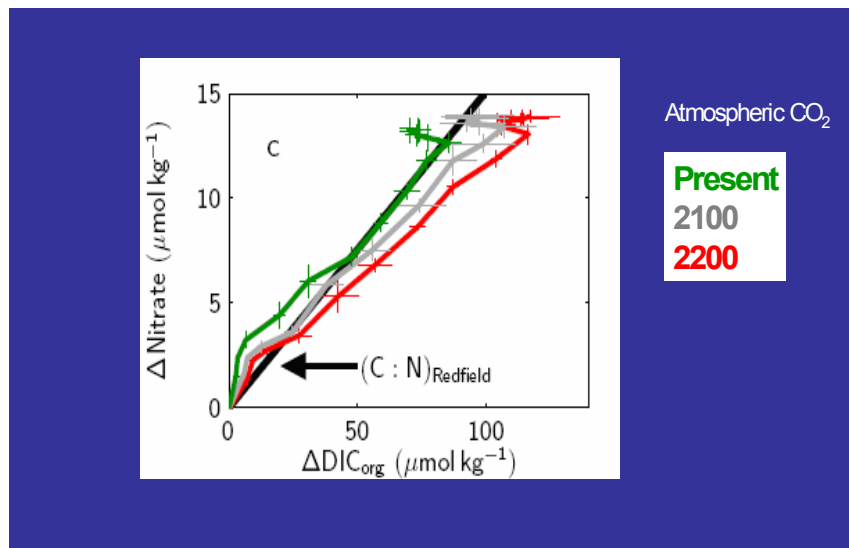 15
10
5
0
0
50
100
ΔNitrate (μmol kg⁻¹)
C
(C : N)Redfield
ΔDICorg (μmol kg⁻¹)
Atmospheric CO₂
Present
2100
2200